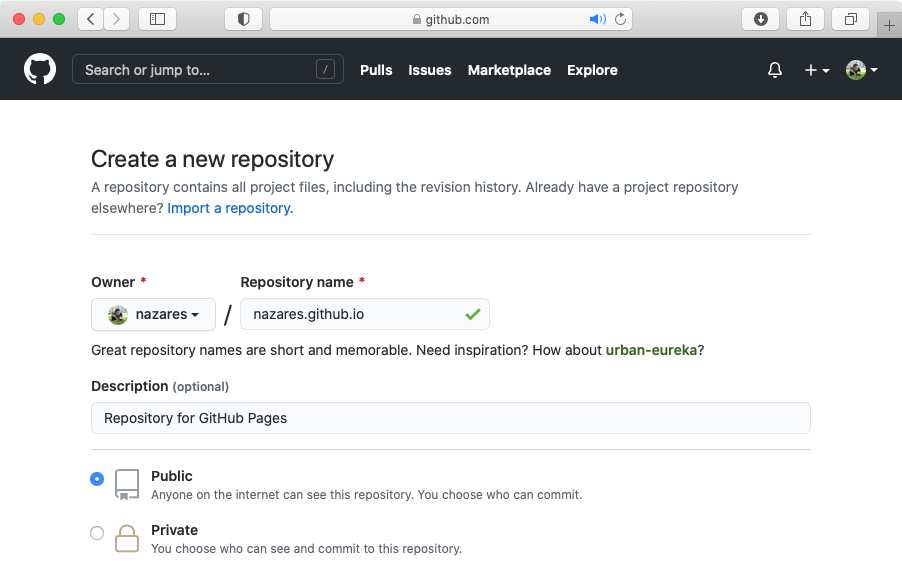 github.com
Search or jump to... /
Pulls Issues Marketplace Explore
Create a new repository
A repository contains all project files, including the revision history. Already have a project repository
elsewhere? Import a repository.
Owner * Repository name *
nazares / nazares.github.io
Great repository names are short and memorable. Need inspiration? How about urban-eureka?
Description (optional)
Repository for GitHub Pages
Public
Anyone on the internet can see this repository. You choose who can commit.
Private
You choose who can see and commit to this repository.